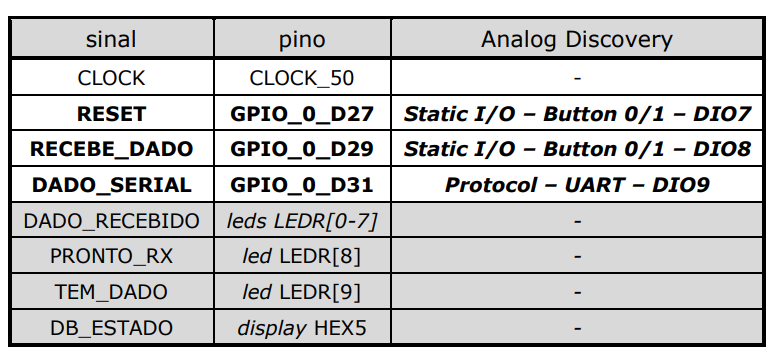 sinal pino Analog Discovery
CLOCK CLOCK_50 -
RESET GPIO_0_D27 Static I/O – Button 0/1 – DIO7
RECEBE_DADO GPIO_0_D29 Static I/O – Button 0/1 – DIO8
DADO_SERIAL GPIO_0_D31 Protocol – UART – DIO9
DADO_RECEBIDO leds LEDR[0-7] -
PRONTO_RX led LEDR[8] -
TEM_DADO led LEDR[9] -
DB_ESTADO display HEX5 -